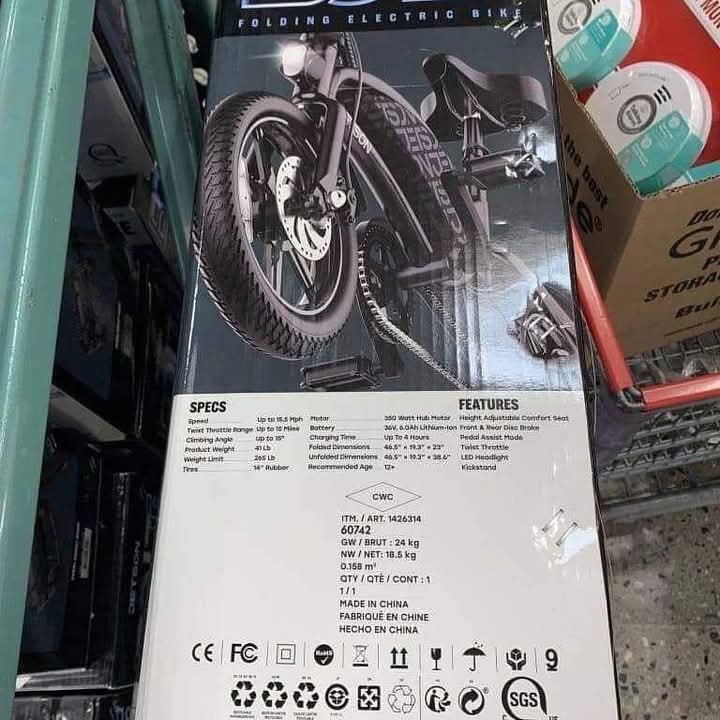 FOLDING ELECTRIC BIKE
SPECS
Speed Up to 15.5 Mph
Twist Throttle Range Up to 15 Miles
Climbing Angle Up to 15°
Product Weight 41 Lb
Weight Limit 265 Lb
Tires 14" Rubber
Motor 350 Watt Hub Motor
Battery 36V, 6.0Ah Lithium-Ion
Charging Time Up To 4 Hours
Folded Dimensions 46.5" × 19.3" × 23"
Unfolded Dimensions 46.5" × 19.3" × 38.6"
Recommended Age 12+
FEATURES
Height Adjustable Comfort Seat
Front & Rear Disc Brake
Pedal Assist Mode
Twist Throttle
LED Headlight
Kickstand
CWC
ITM. / ART. 1426314
60742
GW / BRUT : 24 kg
NW / NET: 18.5 kg
0.158 m³
QTY / QTÉ / CONT : 1
1 / 1
MADE IN CHINA
FABRIQUÉ EN CHINE
HECHO EN CHINA
CE FC RoHS 9
SGS
the best